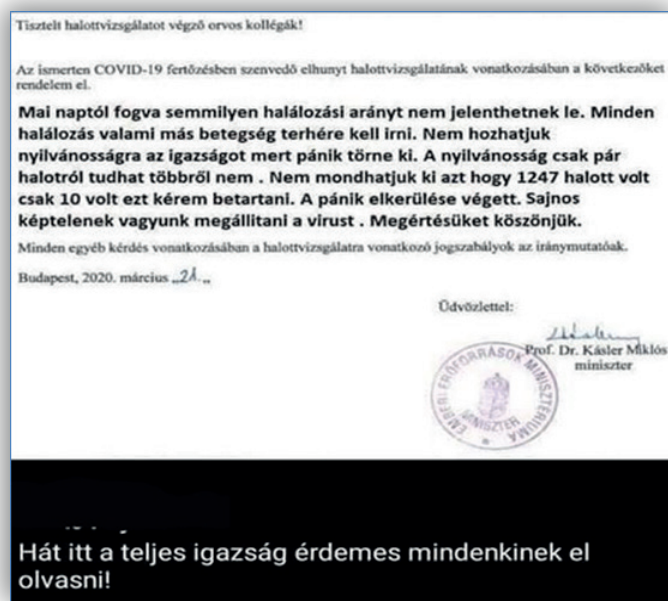 Tisztelt halottvizsgálatot végző orvos kollégák!
Az ismerten COVID-19 fertőzésben szenvedő elhunyt halottvizsgálatának vonatkozásában a következőket
rendelem el.
Mai naptól fogva semmilyen halálozási arányt nem jelenthetnek le. Minden
halálozás valami más betegség terhére kell irni. Nem hozhatjuk
nyilvánosságra az igazságot mert pánik törne ki. A nyilvánosság csak pár
halotról tudhat többről nem . Nem mondhatjuk ki azt hogy 1247 halott volt
csak 10 volt ezt kérem betartani. A pánik elkerülése végett. Sajnos
képtelenek vagyunk megállitani a virust . Megértésüket köszönjük.
Minden egyéb kérdés vonatkozásában a halottvizsgálatra vonatkozó jogszabályok az iránymutatóak.
Budapest, 2020. március „21.„
Üdvözlettel:
Prof. Dr. Kásler Miklós
miniszter
EMBERI ERŐFORRÁSOK MINISZTÉRIUMA
MINISZTER
Hát itt a teljes igazság érdemes mindenkinek el
olvasni!